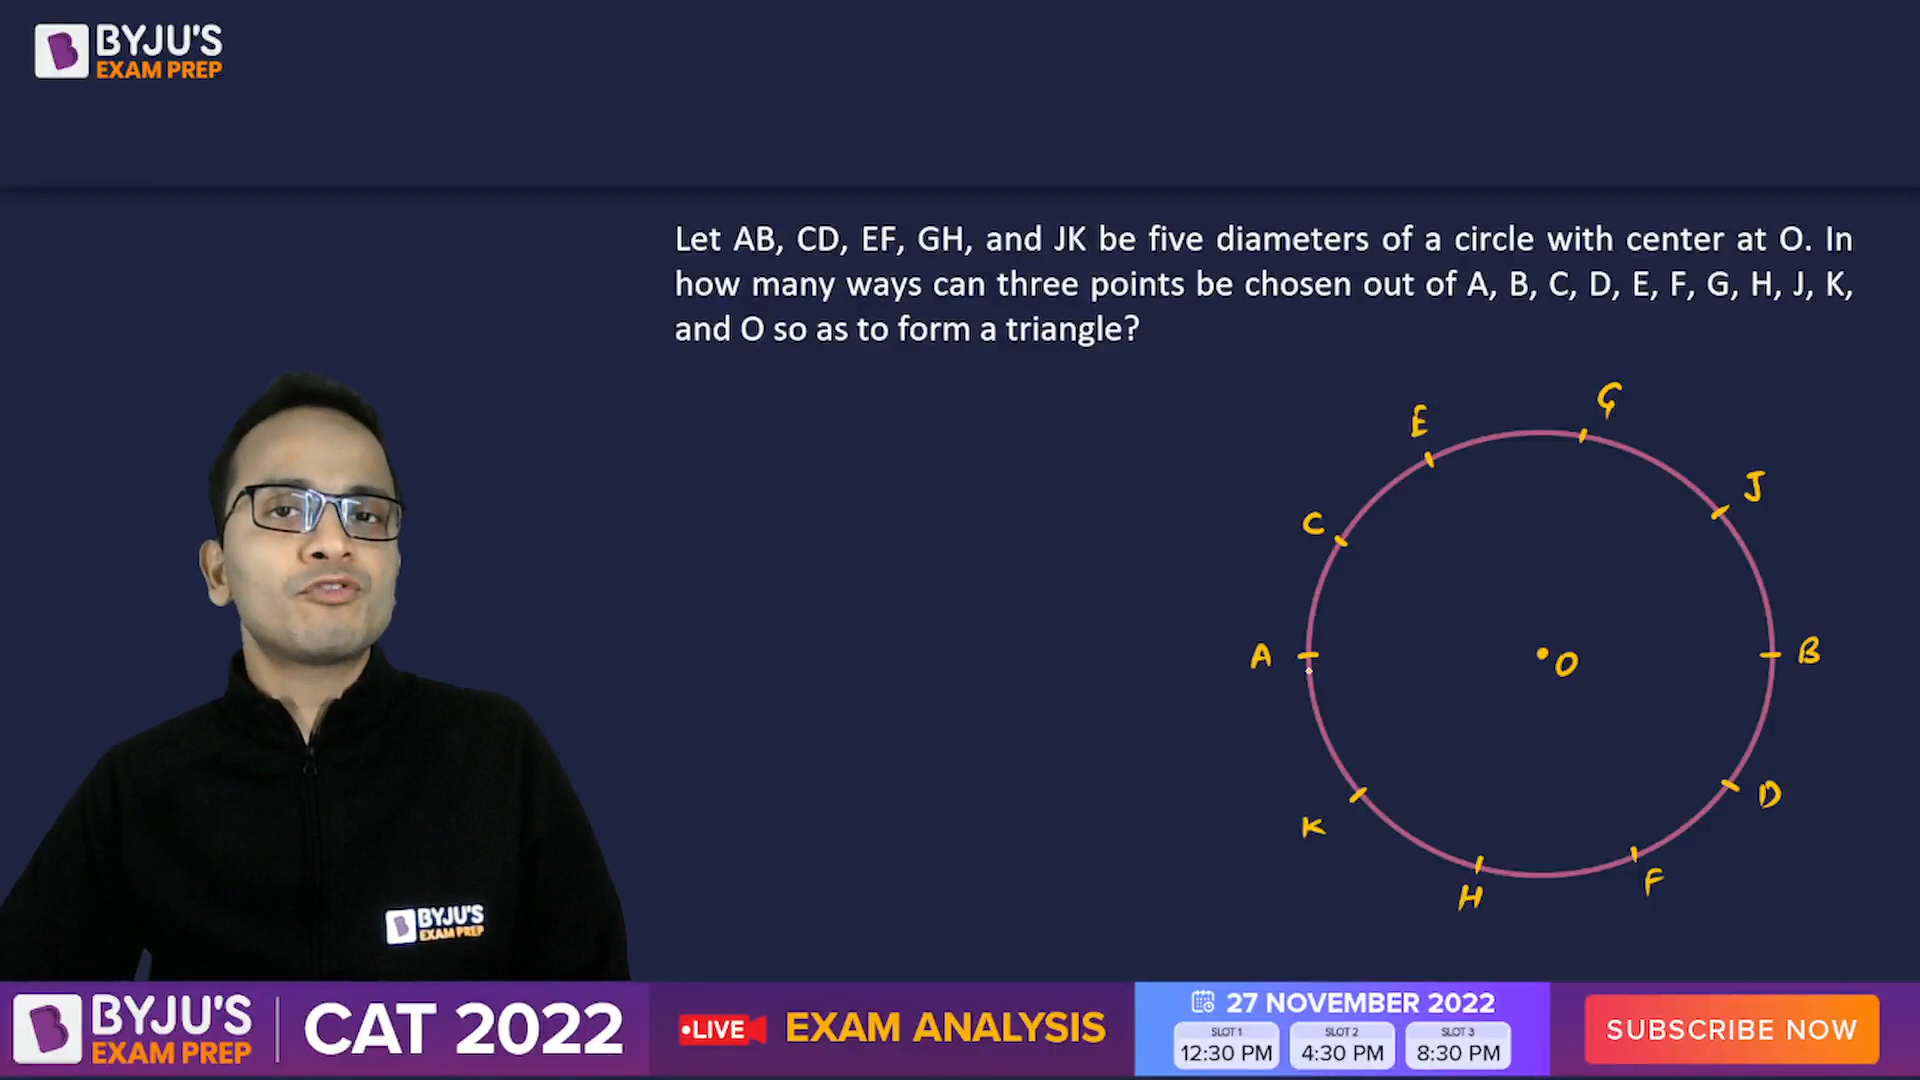 BYJU'S
EXAM PREP
Let AB, CD, EF, GH, and JK be five diameters of a circle with center at O. In
how many ways can three points be chosen out of A, B, C, D, E, F, G, H, J, K,
and O so as to form a triangle?
G
E
J
C
A
O
B
K
D
H
F
BYJU'S
EXAM PREP
BYJU'S
EXAM PREP
CAT 2022
•LIVE
EXAM ANALYSIS
27 NOVEMBER 2022
SLOT 1
12:30 PM
SLOT 2
4:30 PM
SLOT 3
8:30 PM
SUBSCRIBE NOW